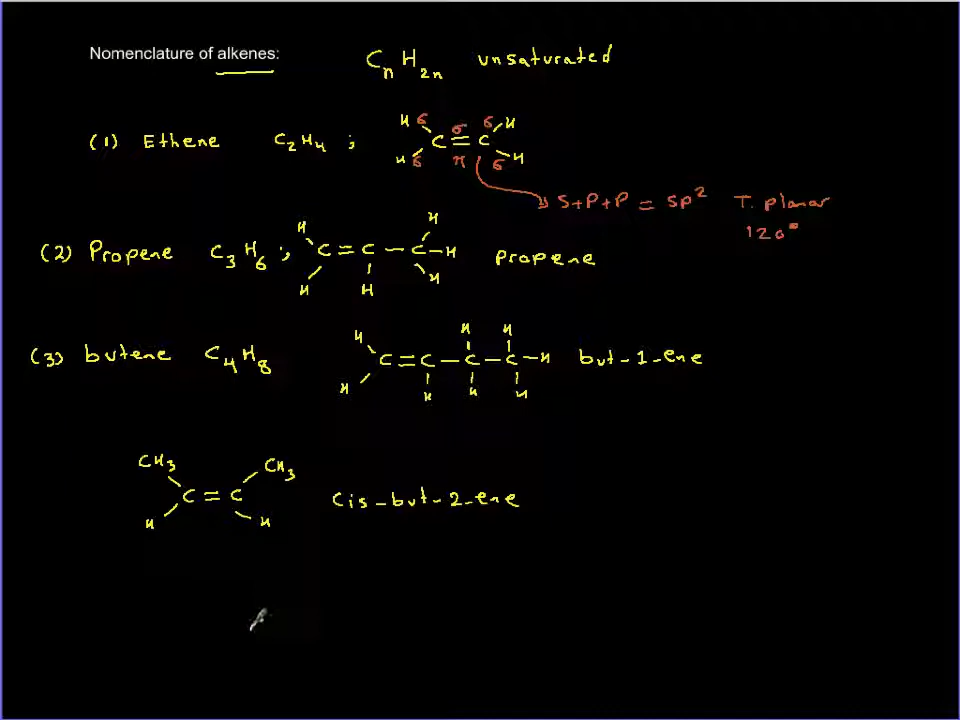 Nomenclature of alkenes: CnH2n unsaturated
(1) Ethene C2H4 ; H σ σ σ H
C = C
H σ π σ H
S+P+P = SP² T. planar
120°
(2) Propene C3H6 ; H H
C = C - C - H propene
H H H
(3) butene C4H8 H H H
C = C - C - C - H but-1-ene
H H H H
CH3 CH3
C = C cis-but-2-ene
H H